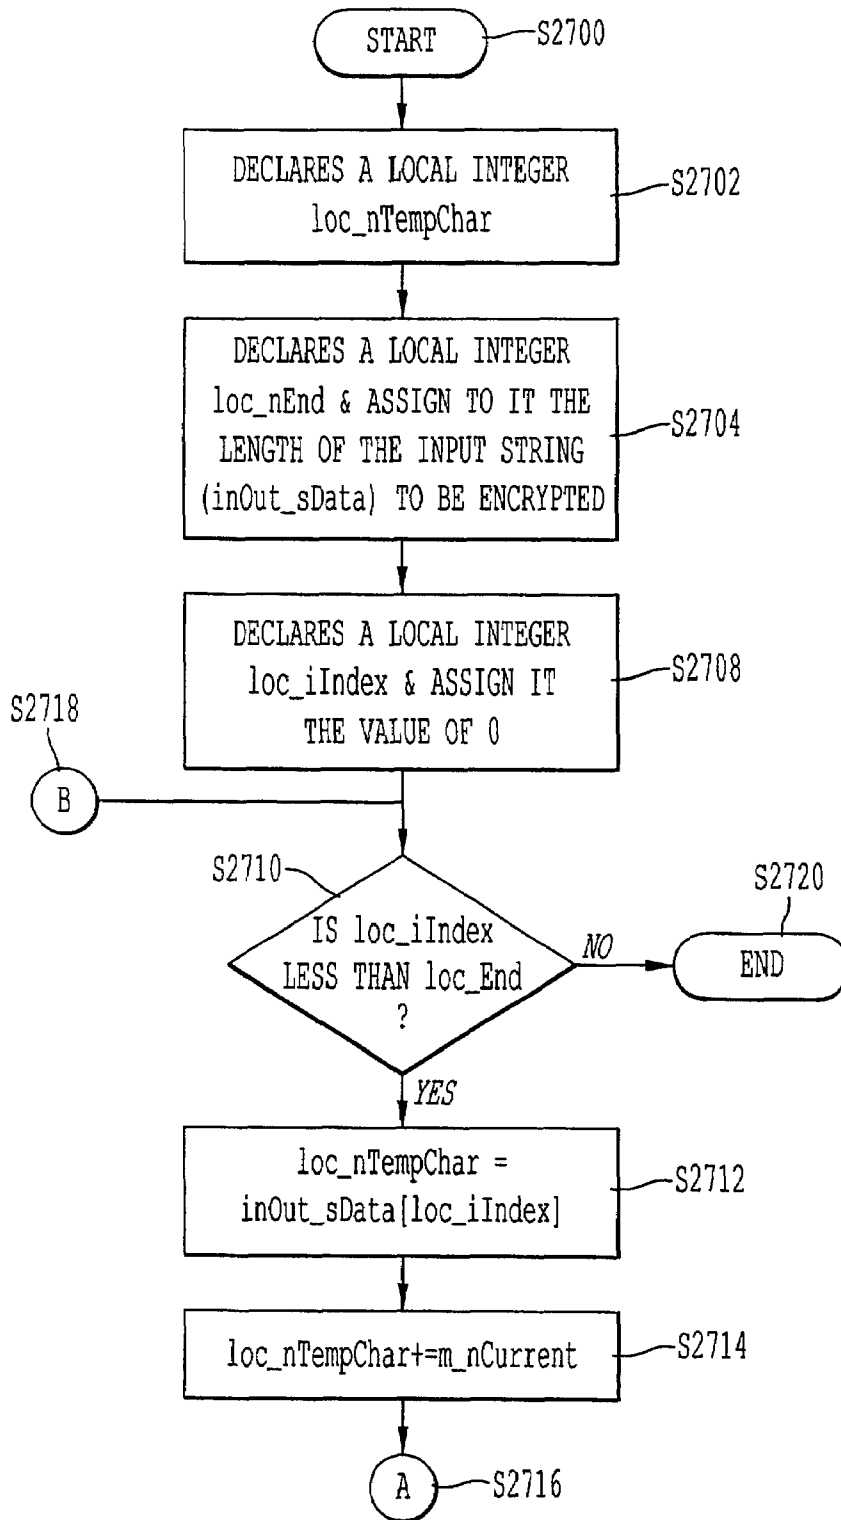 START
S2700
DECLARES A LOCAL INTEGER
loc_nTempChar
S2702
DECLARES A LOCAL INTEGER
loc_nEnd & ASSIGN TO IT THE
LENGTH OF THE INPUT STRING
(inOut_sData) TO BE ENCRYPTED
S2704
DECLARES A LOCAL INTEGER
loc_iIndex & ASSIGN IT
THE VALUE OF 0
S2708
S2718
B
S2710
IS loc_iIndex
LESS THAN loc_End
?
NO
S2720
END
YES
loc_nTempChar =
inOut_sData[loc_iIndex]
S2712
loc_nTempChar+=m_nCurrent
S2714
A
S2716